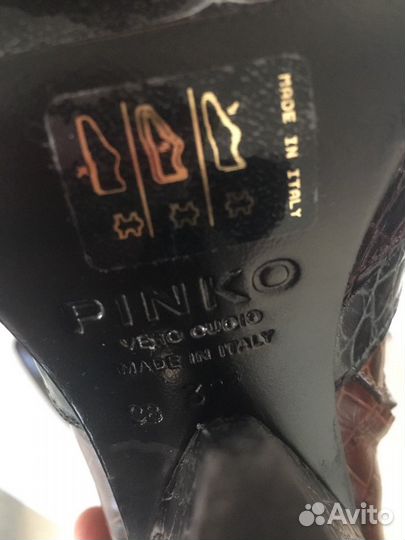 MADE IN ITALY
PINKO
VERO CUOIO
MADE IN ITALY
Avito